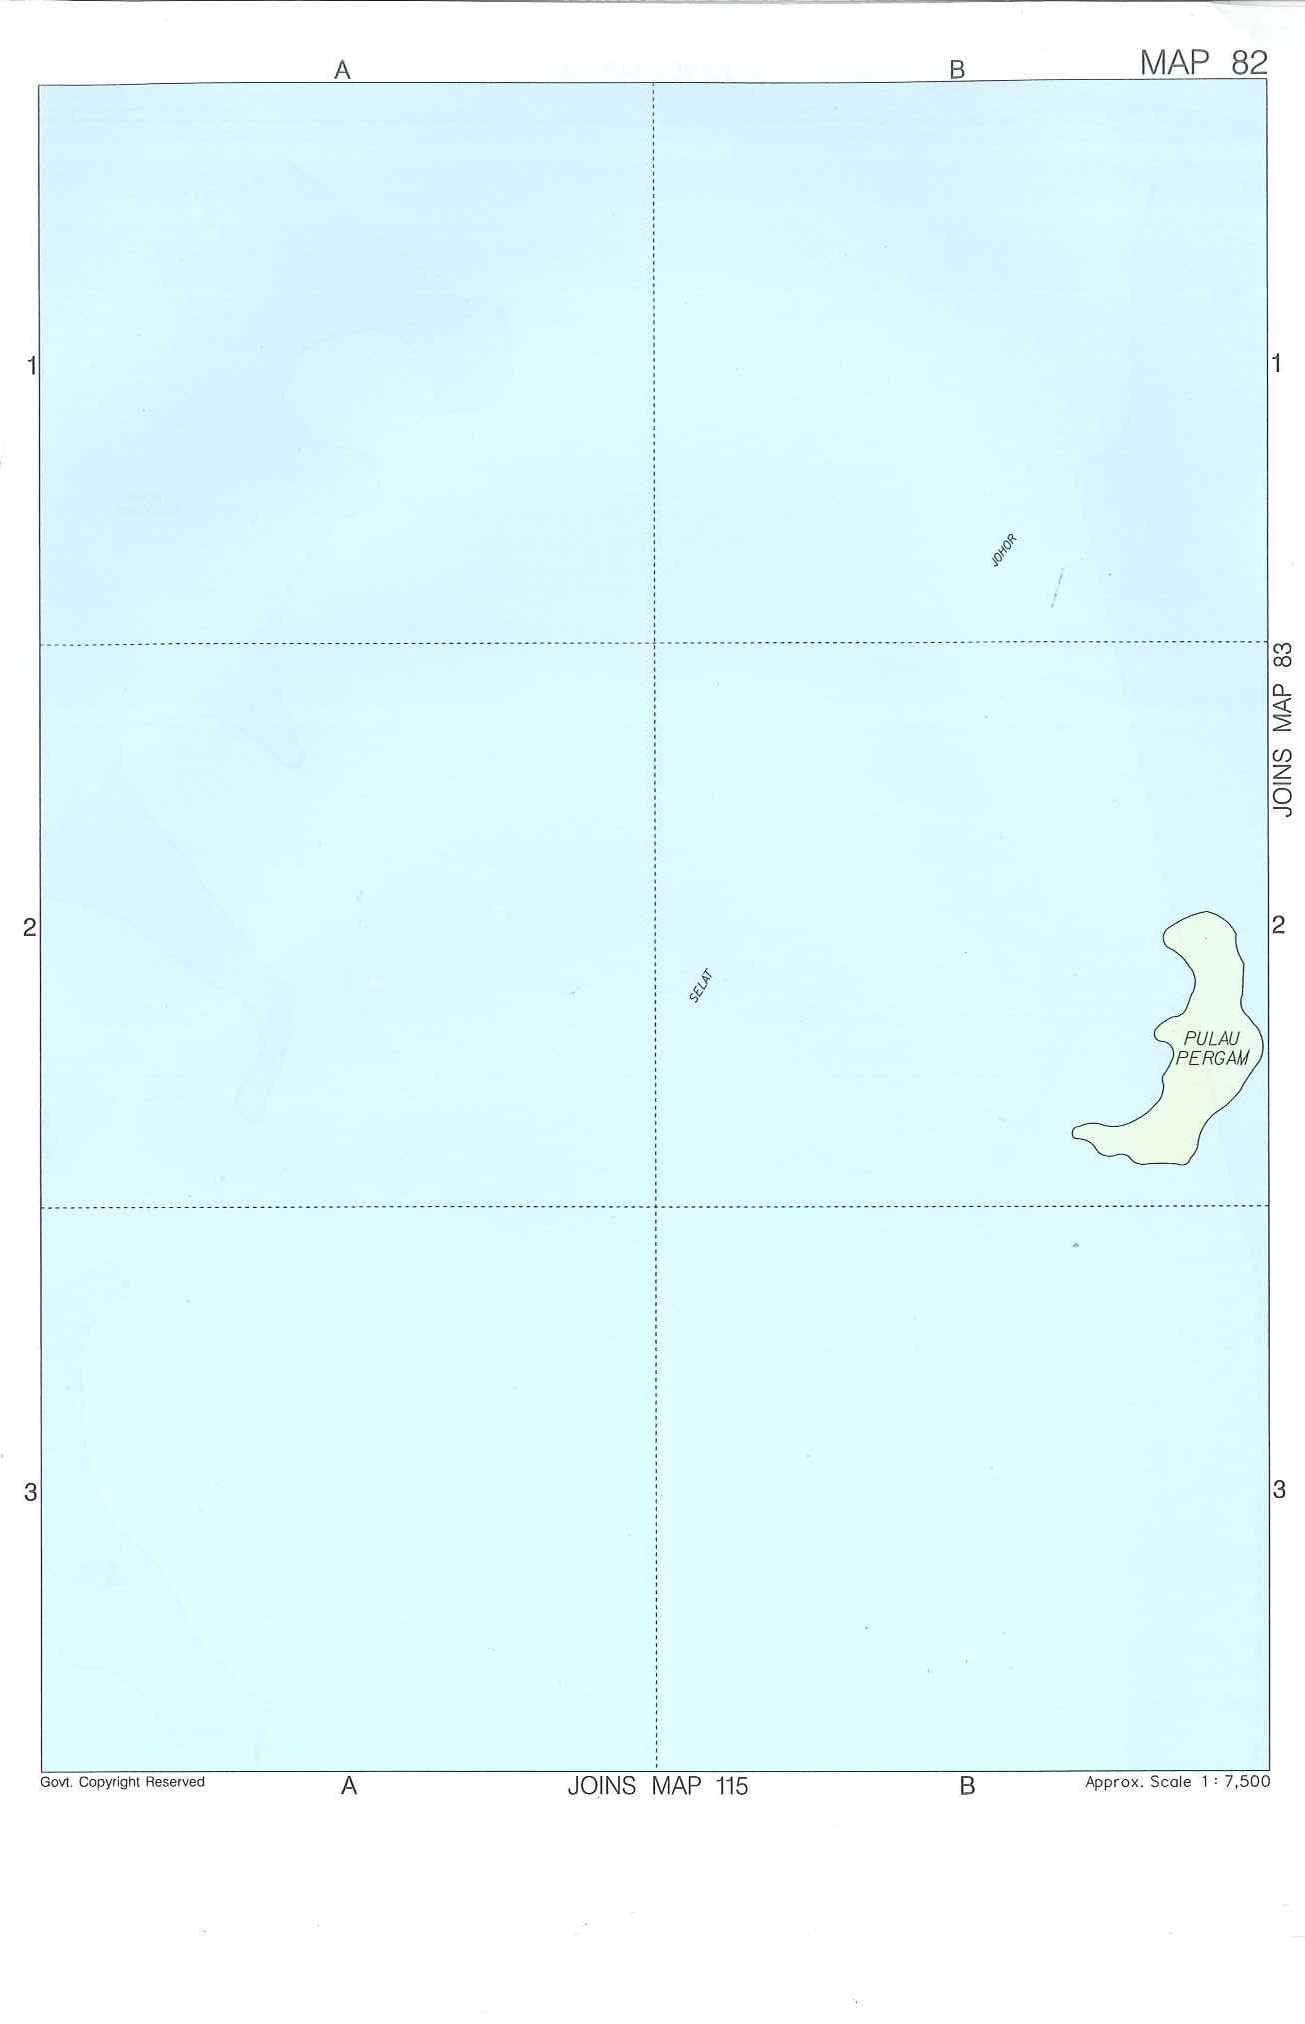 MAP 82
A B
1 1
JOHOR
JOINS MAP 83
2 2
SELAT
PULAU
PERGAM
3 3
Govt. Copyright Reserved
A JOINS MAP 115 B
Approx. Scale 1 : 7,500